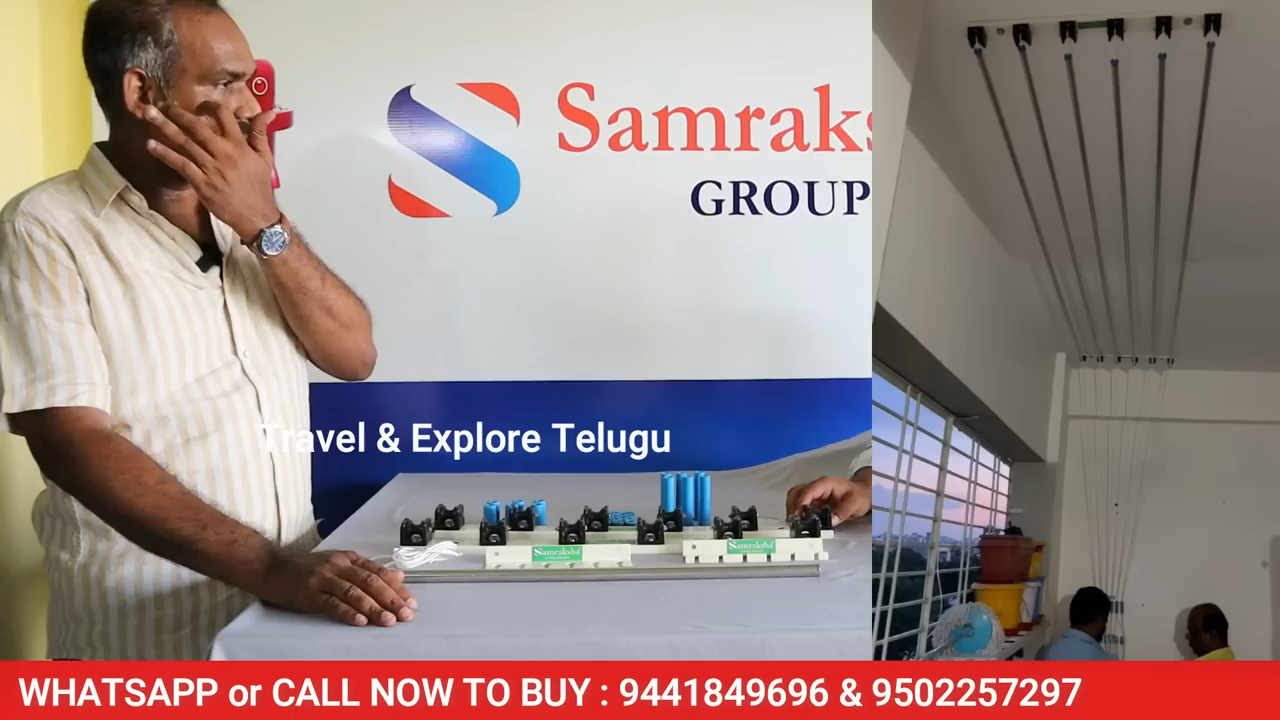 Samraks
GROUP
Travel & Explore Telugu
Samraksha
Samraksha
WHATSAPP or CALL NOW TO BUY : 9441849696 & 9502257297